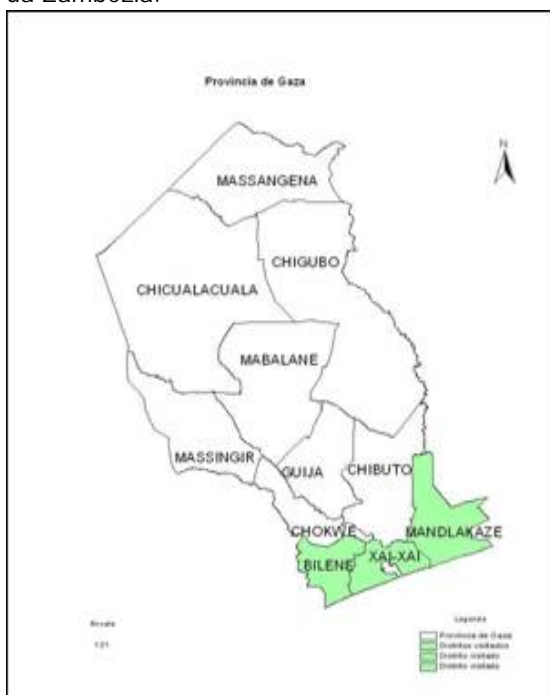 da Zambézia.
Provincia de Gaza
N
MASSANGENA
CHIGUBO
CHICUALACUALA
MABALANE
MASSINGIR
GUIJA
CHIBUTO
CHOKWE
MANDLAKAZE
XAI-XAI
BILENE
Legenda
Provincia de Gaza
Distritos visitados
Distrito visitado
Distrito visitado